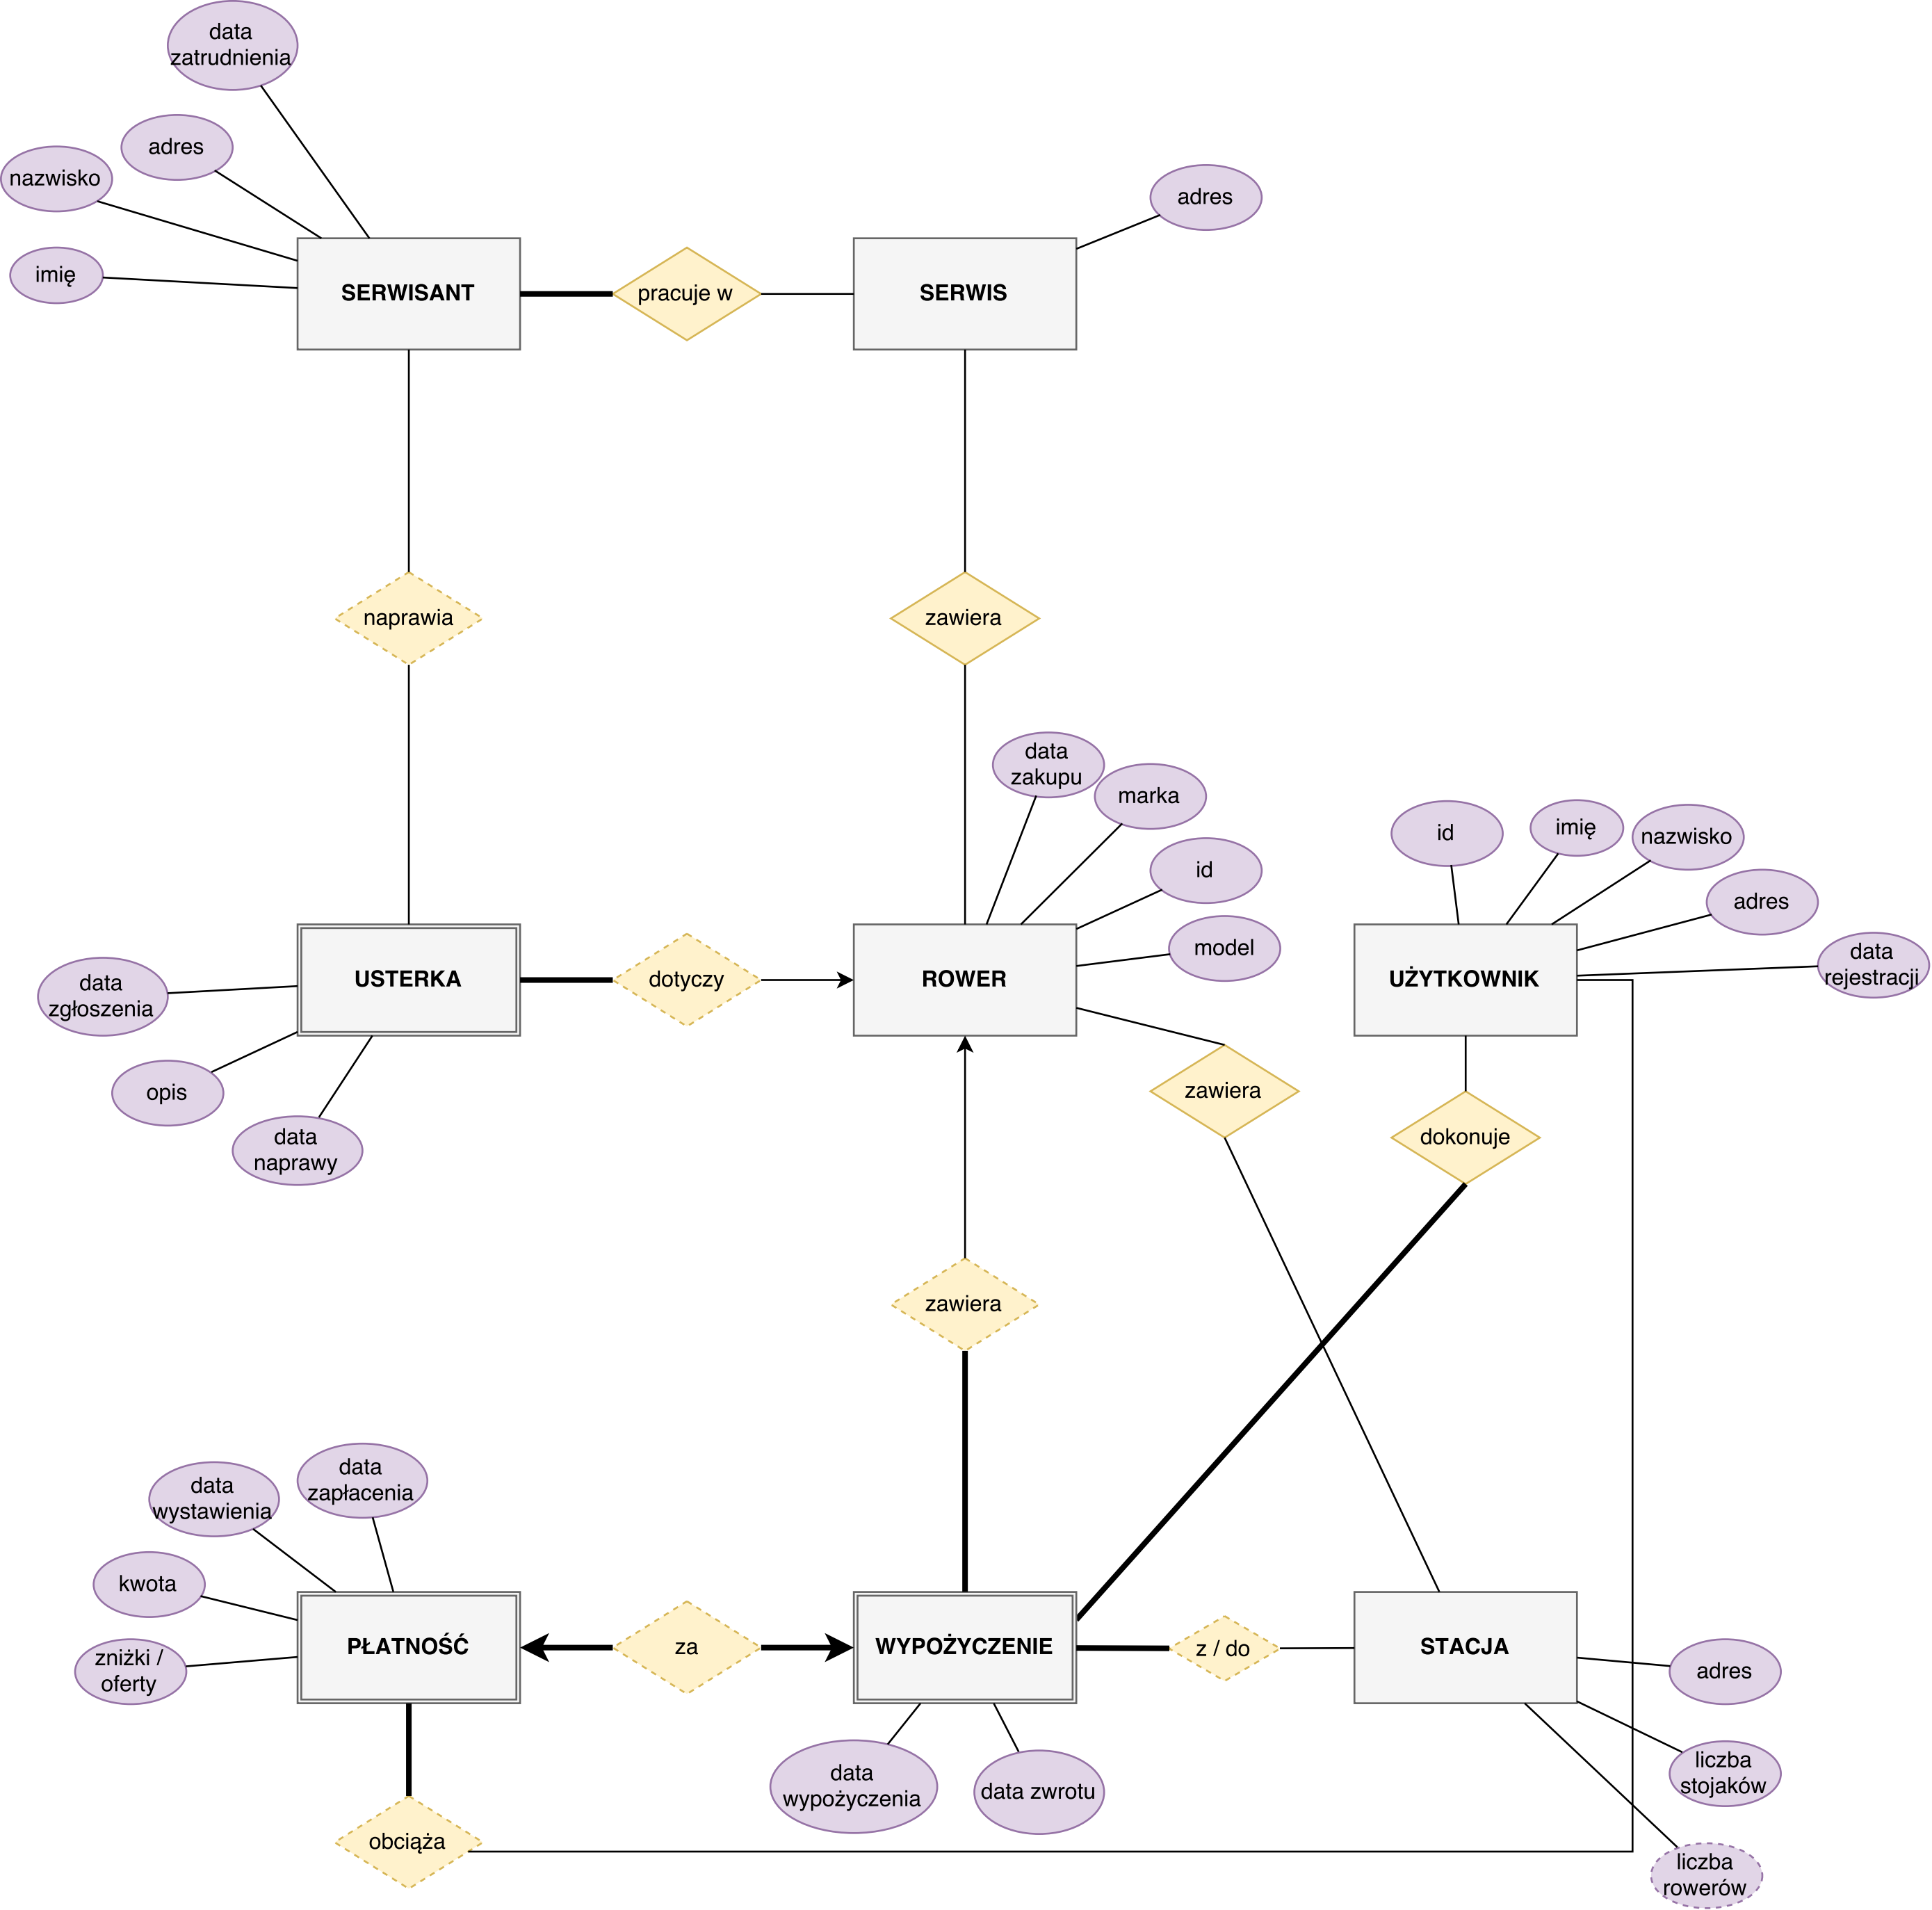 data
zatrudnienia
adres
nazwisko
imię
SERWISANT
pracuje w
SERWIS
adres
naprawia
zawiera
data
zakupu
marka
id
model
id
imię
nazwisko
adres
data
rejestracji
USTERKA
dotyczy
ROWER
UŻYTKOWNIK
data
zgłoszenia
opis
data
naprawy
zawiera
dokonuje
zawiera
data
wystawienia
data
zapłacenia
kwota
zniżki /
oferty
PŁATNOŚĆ
za
WYPOŻYCZENIE
z / do
STACJA
adres
liczba
stojaków
liczba
rowerów
data
wypożyczenia
data zwrotu
obciąża